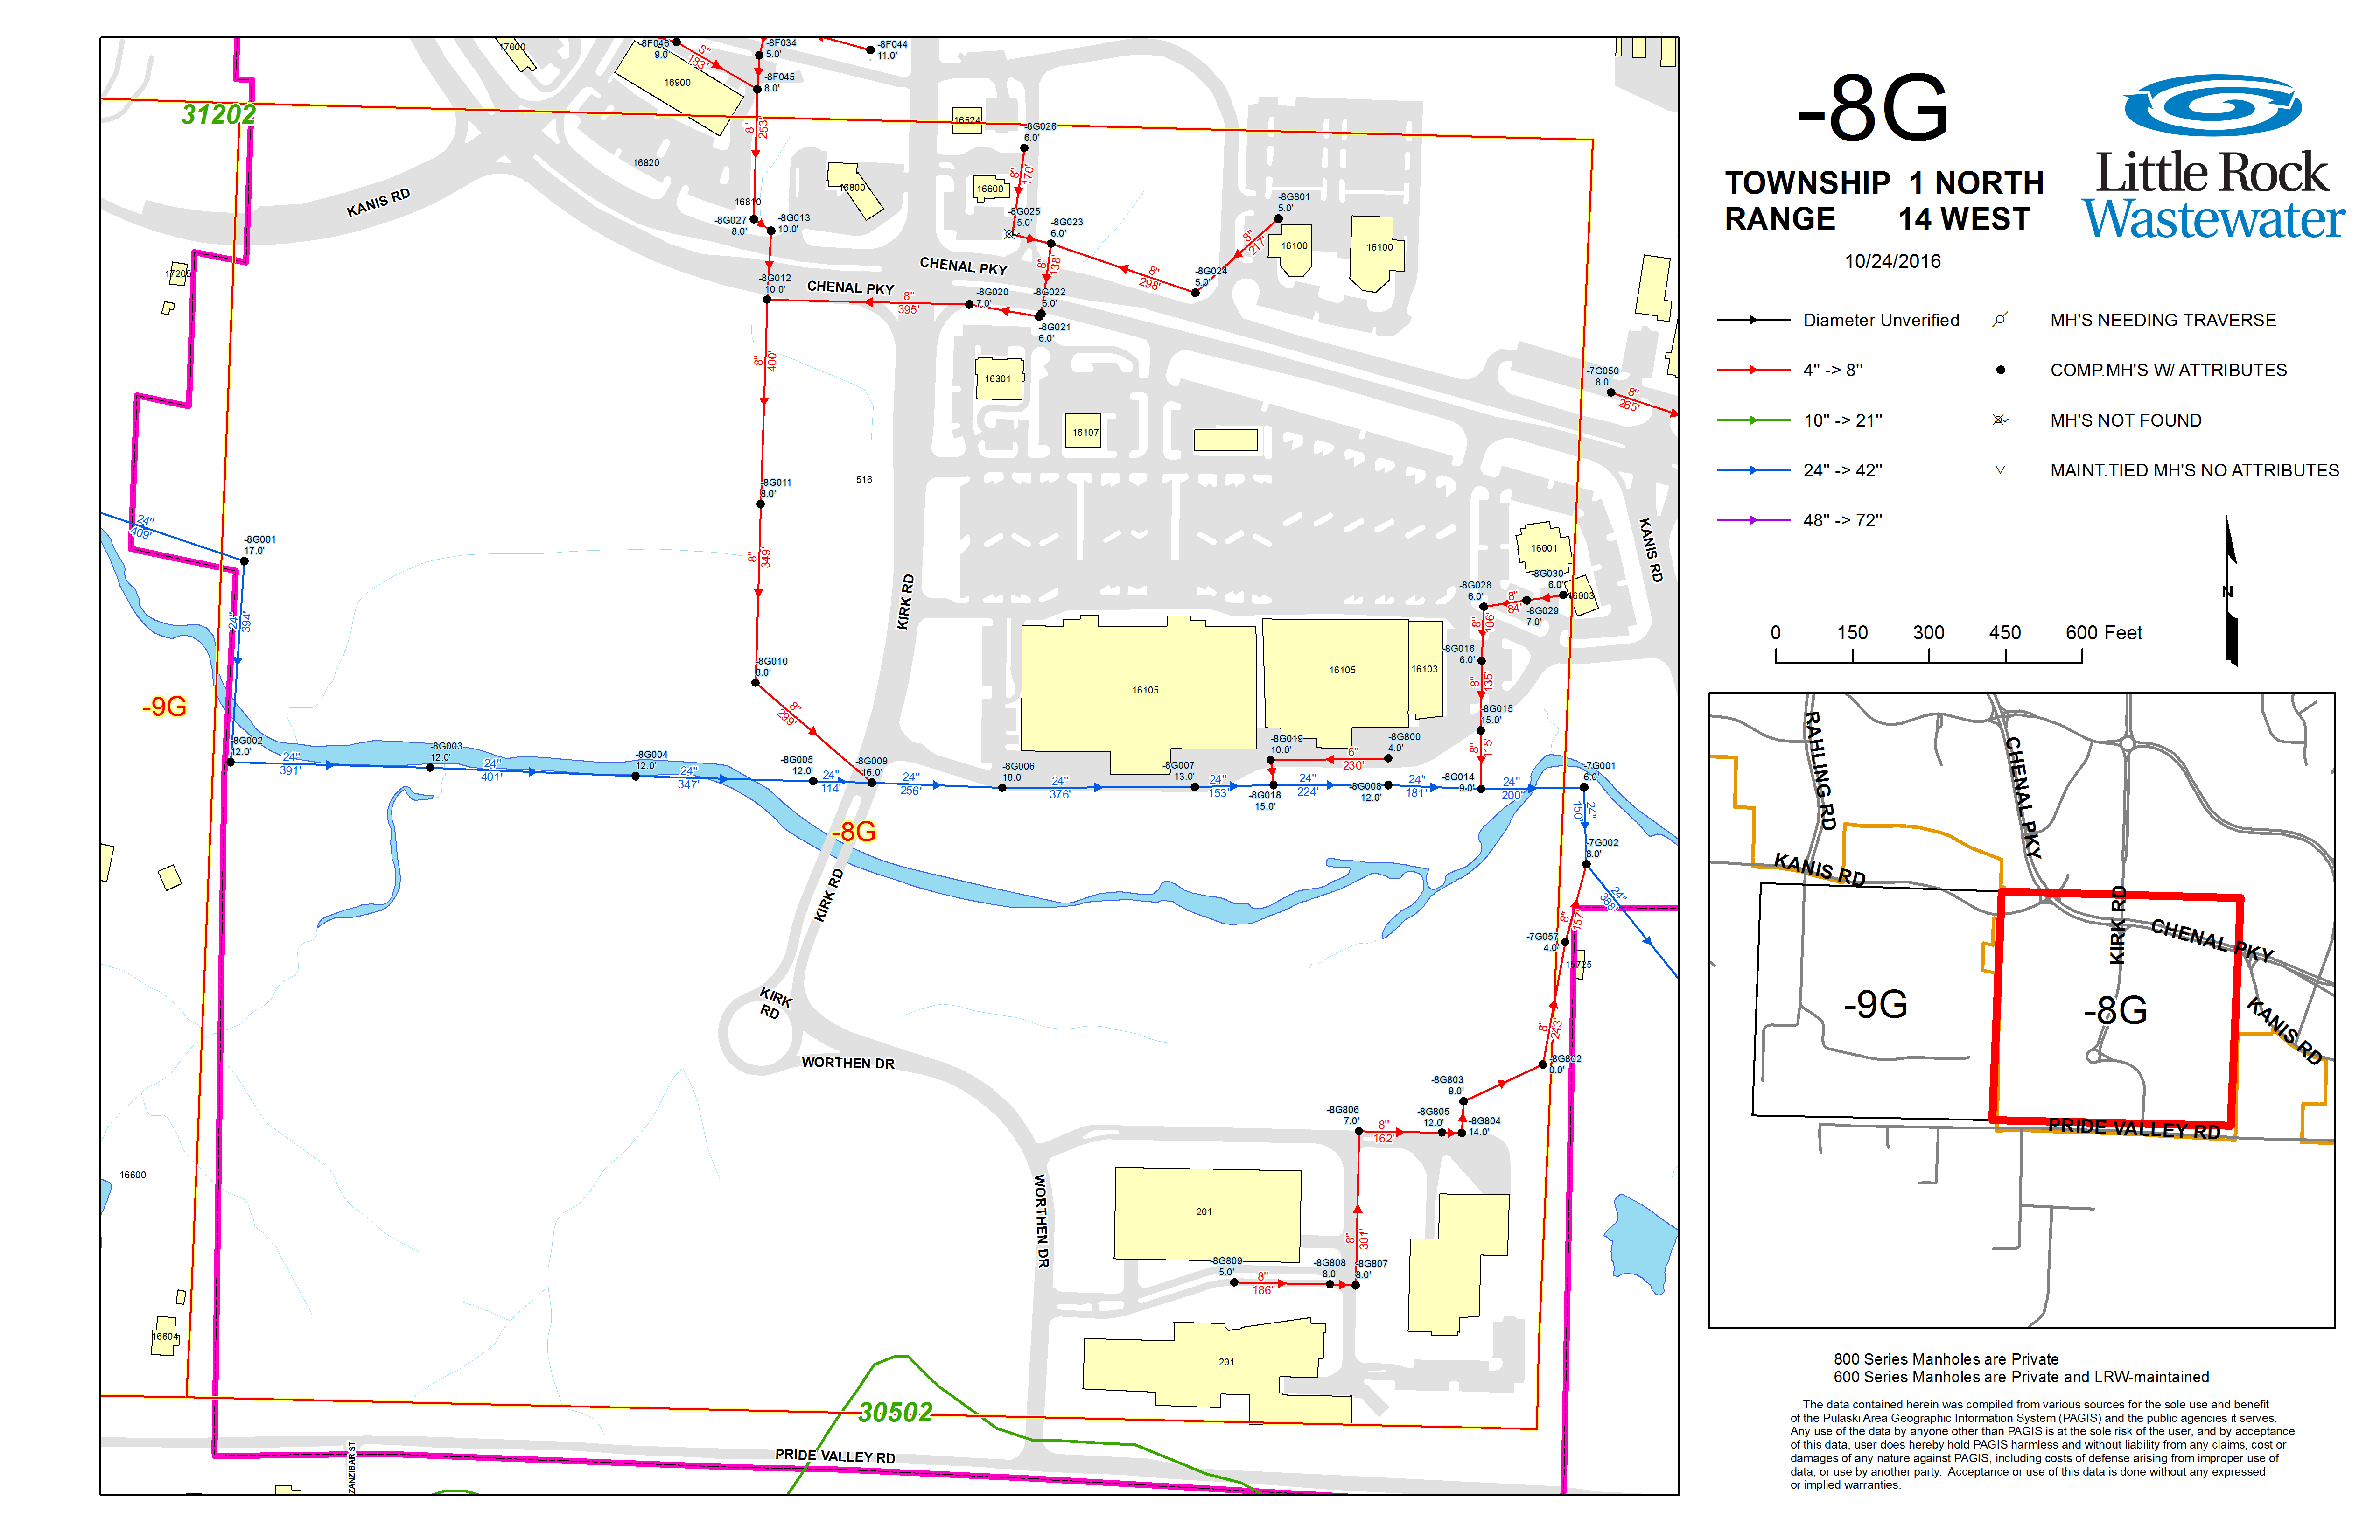 -8G
TOWNSHIP 1 NORTH
RANGE 14 WEST
10/24/2016
Little Rock
Wastewater
Diameter Unverified
4" -> 8"
10" -> 21"
24" -> 42"
48" -> 72"
MH'S NEEDING TRAVERSE
COMP.MH'S W/ ATTRIBUTES
MH'S NOT FOUND
MAINT.TIED MH'S NO ATTRIBUTES
N
0 150 300 450 600 Feet
RAHLING RD
CHENAL PKY
KANIS RD
KIRK RD
CHENAL PKY
-9G
-8G
KANIS RD
PRIDE VALLEY RD
800 Series Manholes are Private
600 Series Manholes are Private and LRW-maintained
The data contained herein was compiled from various sources for the sole use and benefit
of the Pulaski Area Geographic Information System (PAGIS) and the public agencies it serves.
Any use of the data by anyone other than PAGIS is at the sole risk of the user, and by acceptance
of this data, user does hereby hold PAGIS harmless and without liability from any claims, cost or
damages of any nature against PAGIS, including costs of defense arising from improper use of
data, or use by another party. Acceptance or use of this data is done without any expressed
or implied warranties.
17000
-8F046
9.0'
8"
183'
-8F034
5.0'
-8F044
11.0'
16900
-8F045
8.0'
31202
8"
253'
16524
-8G026
6.0'
16820
8"
170'
16800
16600
KANIS RD
16810
-8G027
8.0'
-8G013
10.0'
-8G025
5.0'
-8G023
6.0'
-8G801
5.0'
8"
217'
16100
16100
17205
CHENAL PKY
8"
138'
8"
298'
-8G024
5.0'
-8G012
10.0'
CHENAL PKY
8"
395'
-8G020
7.0'
-8G022
6.0'
-8G021
6.0'
8"
400'
16301
-7G050
8.0'
8"
265'
16107
516
-8G011
8.0'
24"
409'
-8G001
17.0'
8"
349'
KANIS RD
16001
-8G030
6.0'
16003
-8G028
6.0'
8"
84'
-8G029
7.0'
24"
394'
KIRK RD
8"
106'
-8G016
6.0'
-8G010
8.0'
16105
16105
16103
8"
135'
-9G
8"
299'
-8G015
15.0'
-8G002
12.0'
24"
391'
-8G003
12.0'
24"
401'
-8G004
12.0'
24"
347'
-8G005
12.0'
24"
114'
-8G009
16.0'
24"
256'
-8G006
18.0'
24"
376'
-8G007
13.0'
24"
153'
-8G019
10.0'
6"
230'
-8G800
4.0'
8"
115'
-8G018
15.0'
24"
224'
-8G008
12.0'
24"
181'
-8G014
9.0'
24"
200'
-7G001
6.0'
24"
150'
-8G
-7G002
8.0'
24"
388'
KIRK RD
8"
157'
-7G057
4.0'
15725
KIRK
RD
8"
243'
WORTHEN DR
-8G802
0.0'
-8G803
9.0'
-8G806
7.0'
8"
162'
-8G805
12.0'
-8G804
14.0'
16600
WORTHEN DR
201
8"
301'
-8G809
5.0'
8"
186'
-8G808
8.0'
-8G807
8.0'
16604
201
30502
PRIDE VALLEY RD
ZANZIBAR ST